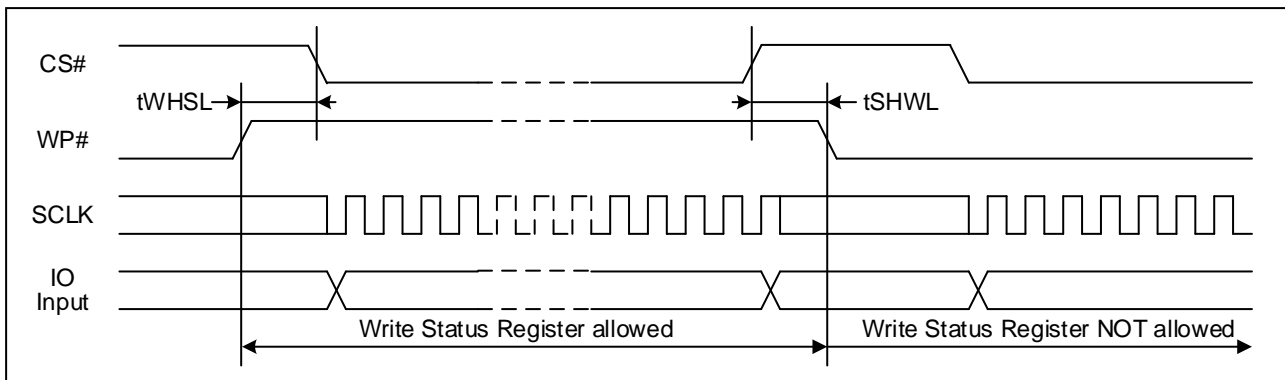 CS#
tWHSL
tSHWL
WP#
SCLK
IO
Input
Write Status Register allowed
Write Status Register NOT allowed